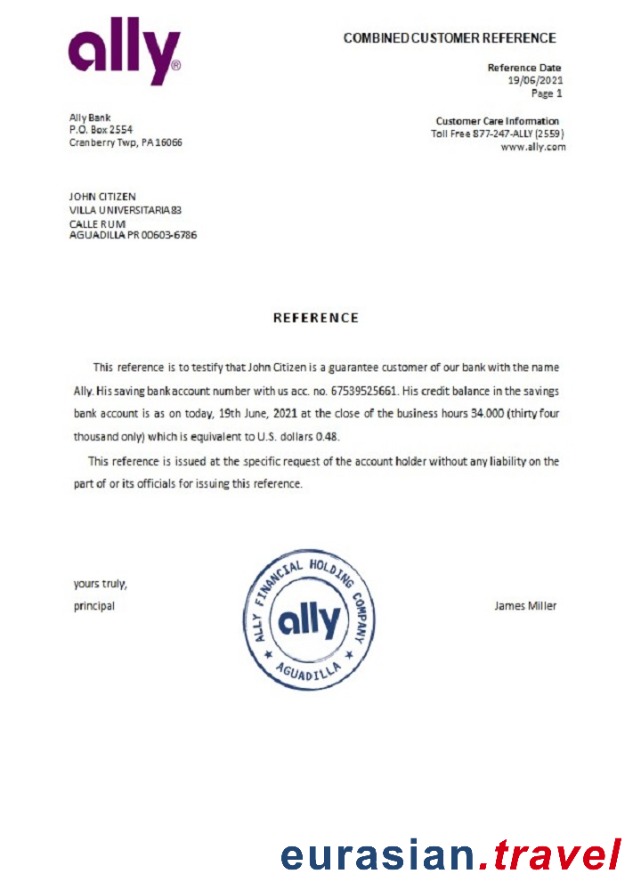 ally®
COMBINED CUSTOMER REFERENCE
Reference Date
19/06/2021
Page 1
Ally Bank
P.O. Box 2554
Cranberry Twp, PA 16066
Customer Care Information
Toll Free 877-247-ALLY (2559)
www.ally.com
JOHN CITIZEN
VILLA UNIVERSITARIA 83
CALLE RUM
AGUADILLA PR 00603-6786
REFERENCE
This reference is to testify that John Citizen is a guarantee customer of our bank with the name
Ally. His saving bank account number with us acc. no. 67539525661. His credit balance in the savings
bank account is as on today, 19th June, 2021 at the close of the business hours 34.000 (thirty four
thousand only) which is equivalent to U.S. dollars 0.48.
This reference is issued at the specific request of the account holder without any liability on the
part of or its officials for issuing this reference.
yours truly,
principal
ALLY FINANCIAL HOLDING COMPANY
ally
★ AGUADILLA ★
James Miller
eurasian.travel